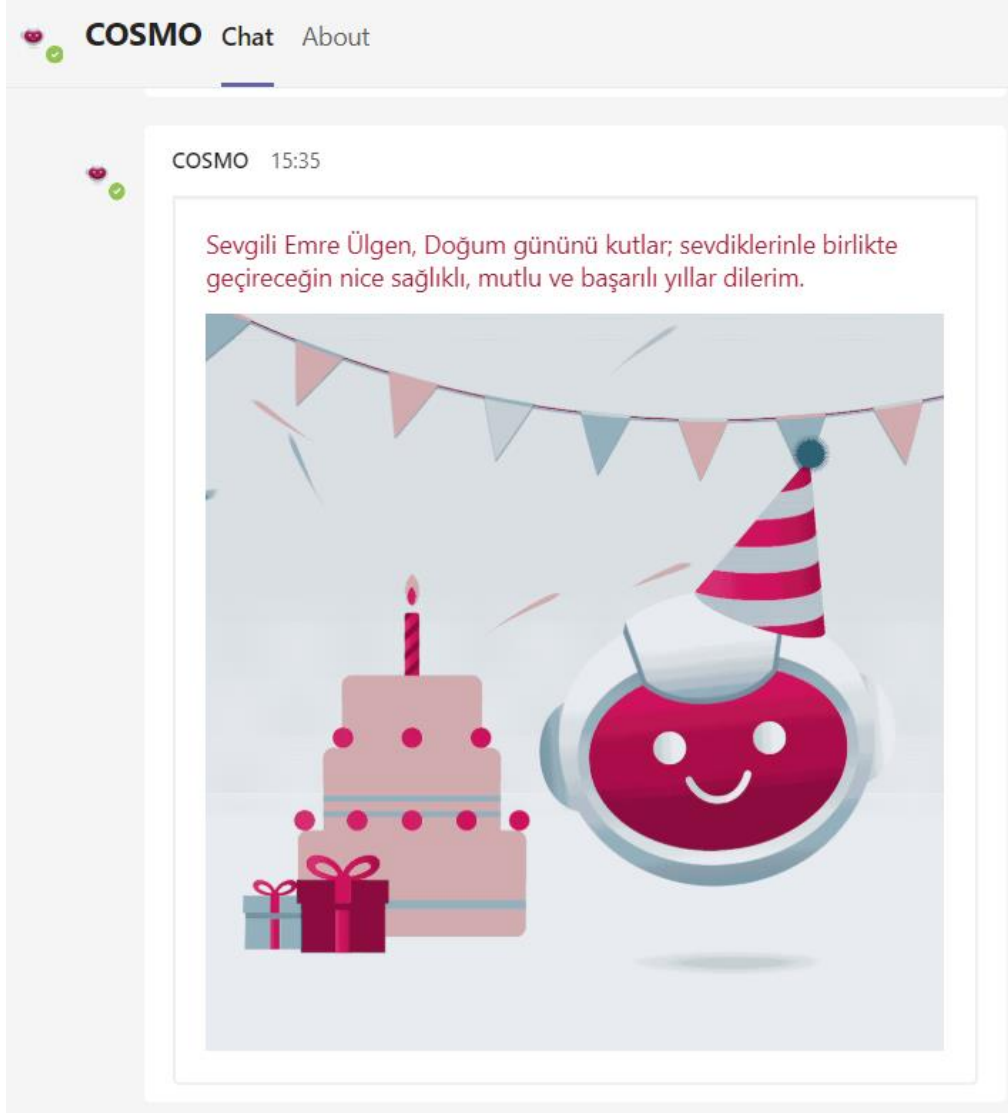 COSMO Chat About
COSMO 15:35
Sevgili Emre Ülgen, Doğum gününü kutlar; sevdiklerinle birlikte
geçireceğin nice sağlıklı, mutlu ve başarılı yıllar dilerim.